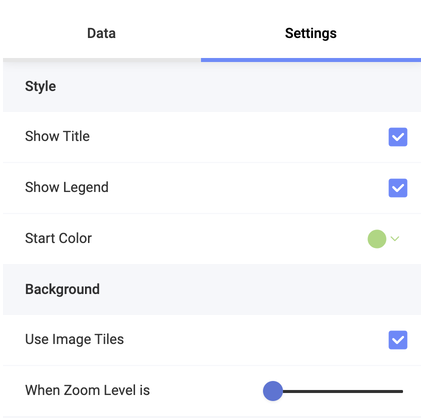 Data
Settings
Style
Show Title
Show Legend
Start Color
Background
Use Image Tiles
When Zoom Level is